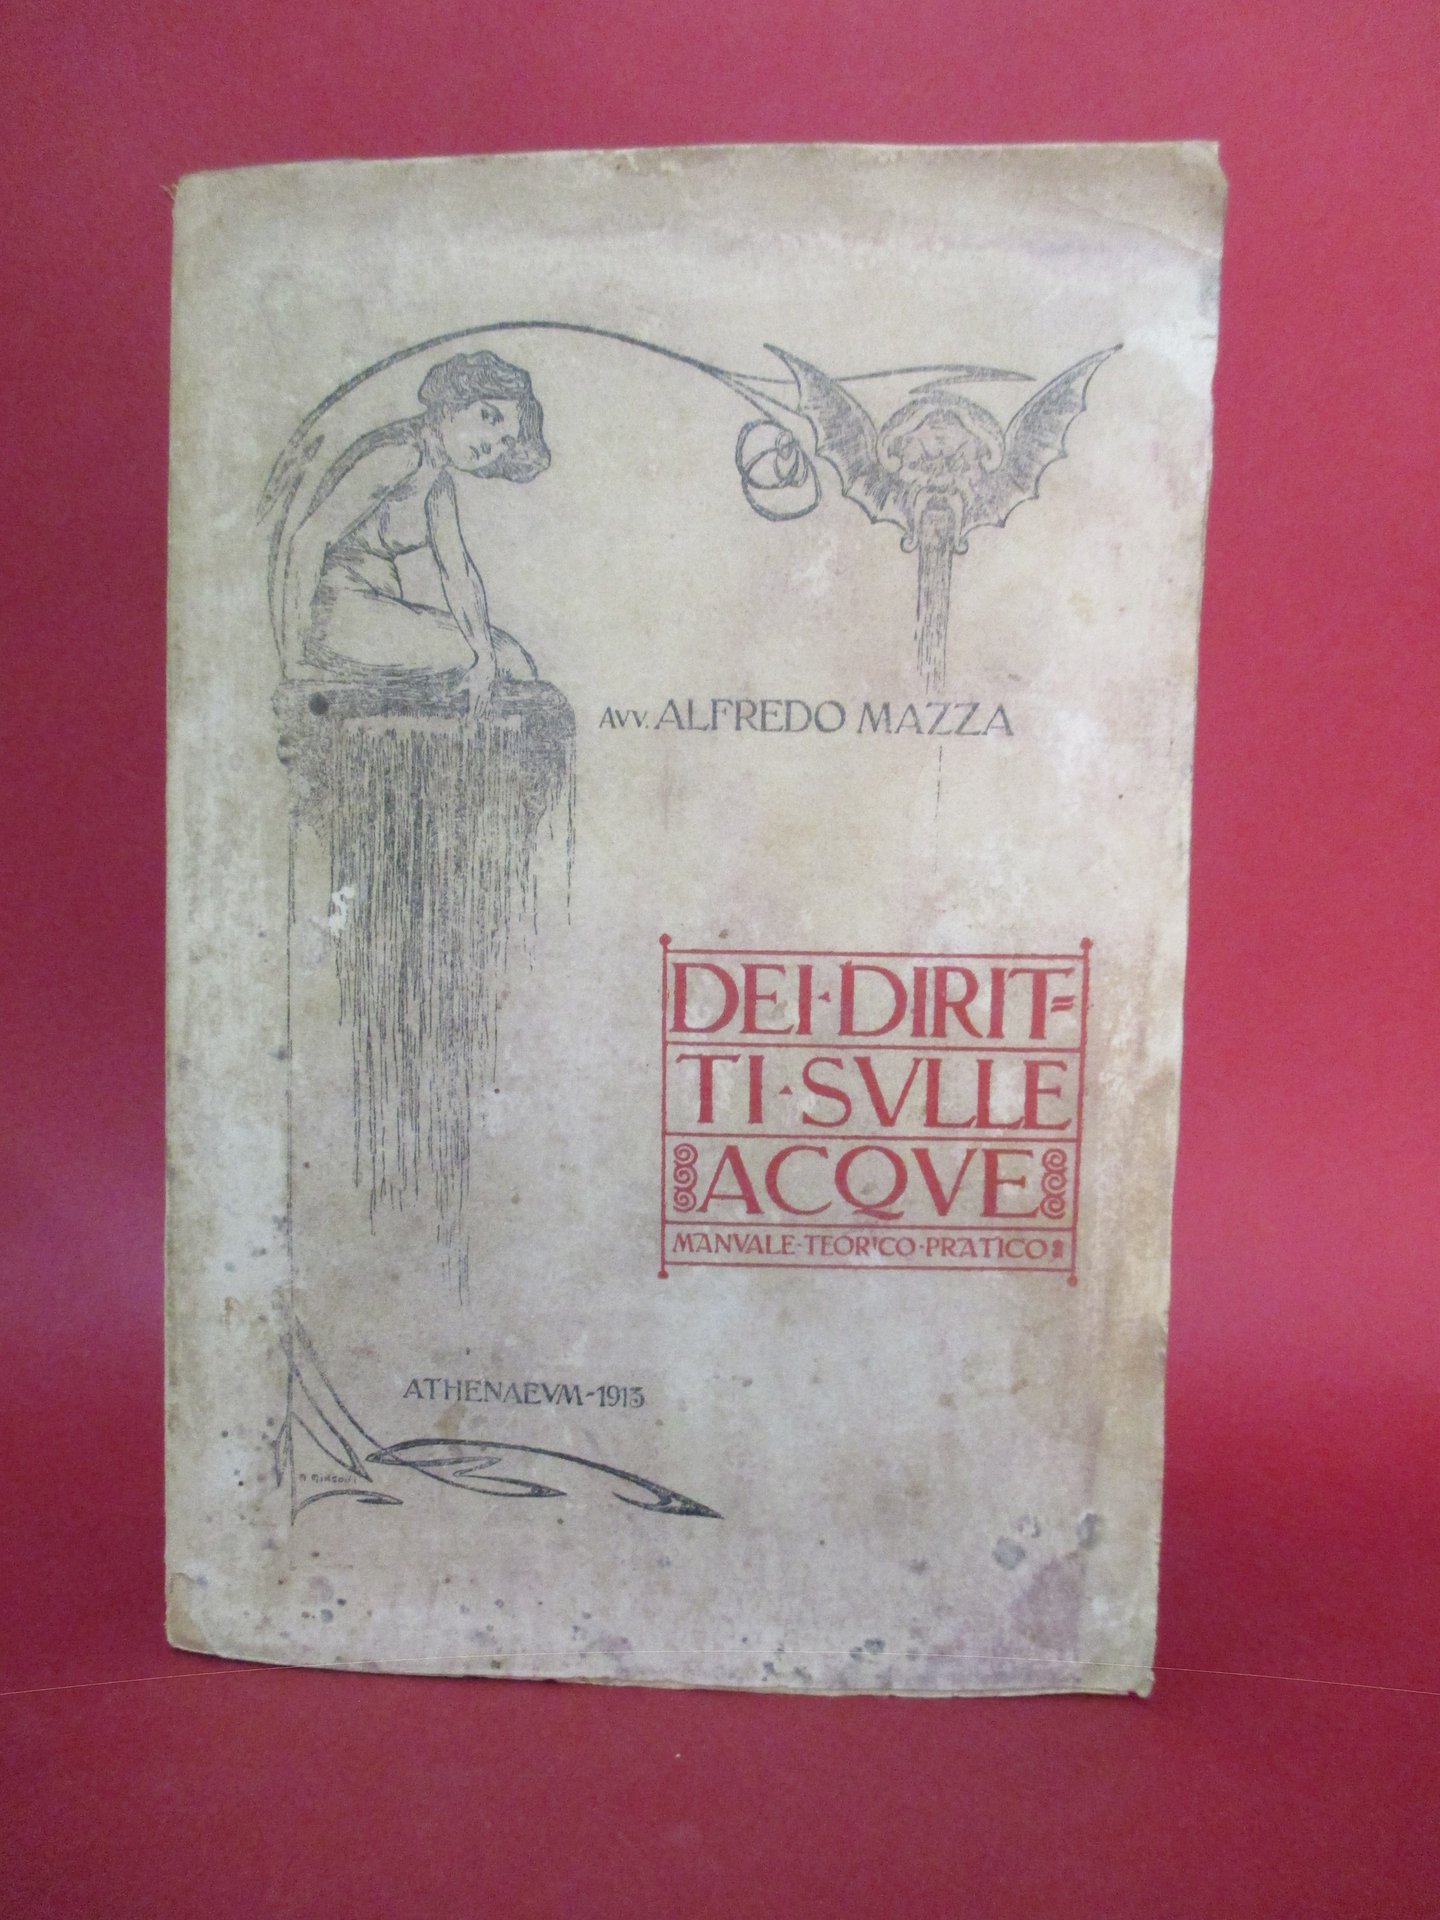 AVV. ALFREDO MAZZA
DEI·DIRIT=
TI·SVLLE
ACQVE
MANVALE·TEORICO·PRATICO
ATHENAEVM-1913